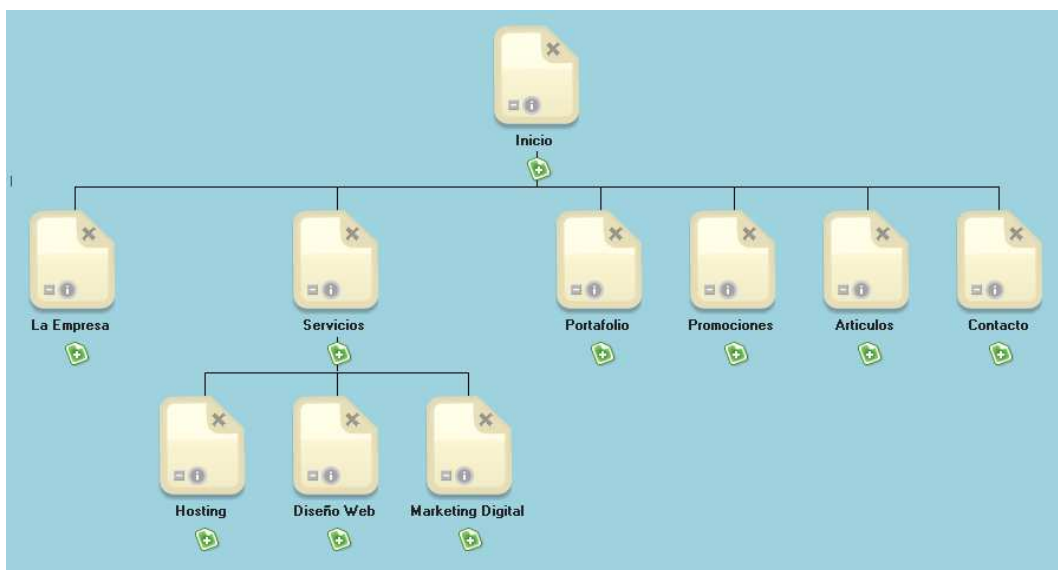 Inicio
La Empresa
Servicios
Portafolio
Promociones
Articulos
Contacto
Hosting
Diseño Web
Marketing Digital